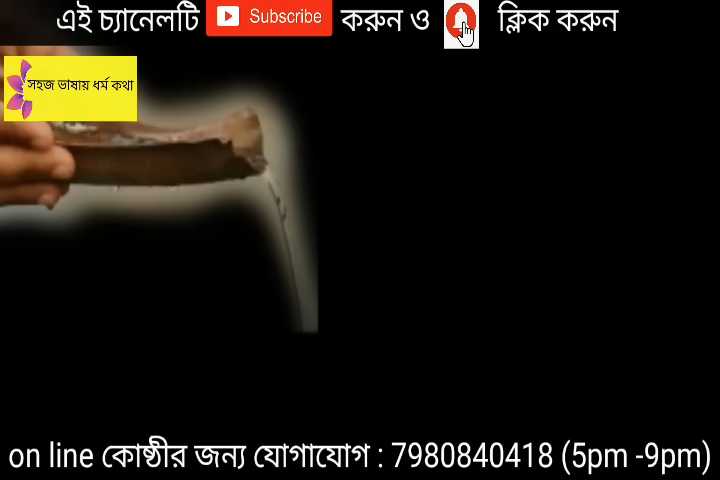 এই চ্যানেলটি Subscribe করুন ও ক্লিক করুন
সহজ ভাষায় ধর্ম কথা
on line কোষ্ঠীর জন্য যোগাযোগ : 7980840418 (5pm -9pm)